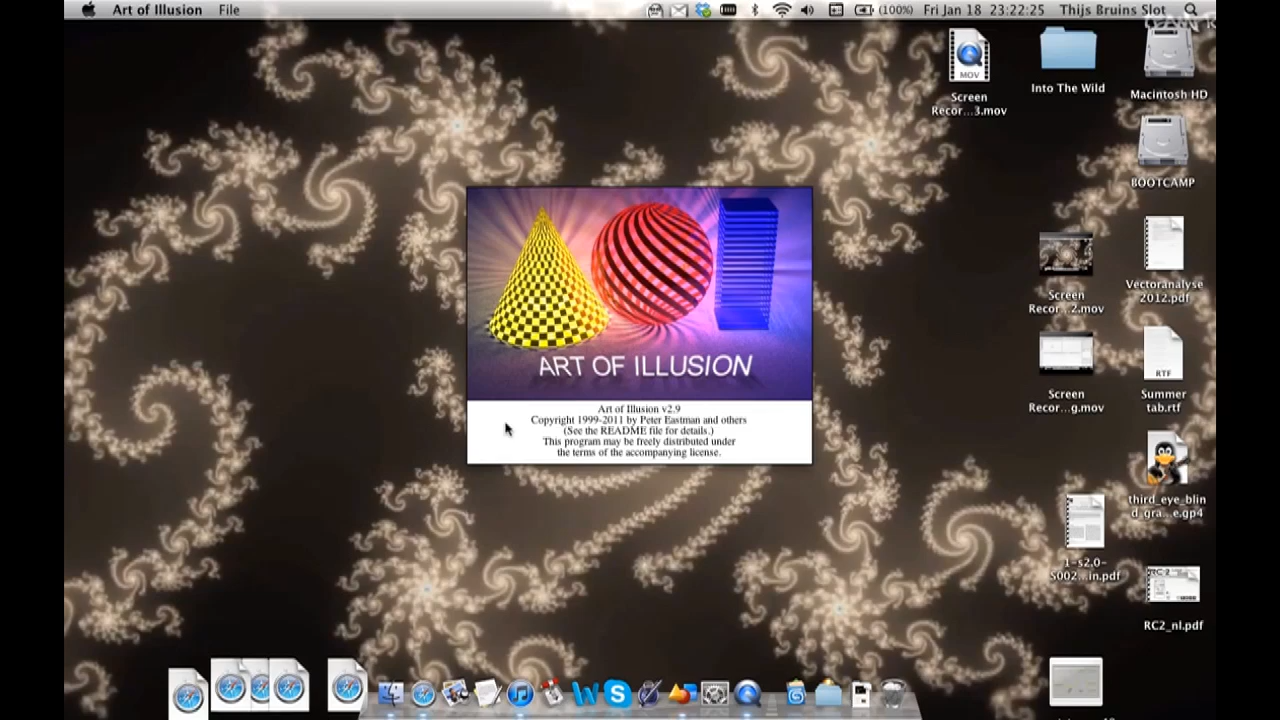 Art of Illusion File (100%) Fri Jan 18 23:22:25 Thijs Bruins Slot
MOV
Screen
Recor...3.mov
Into The Wild
Macintosh HD
BOOTCAMP
ART OF ILLUSION
Art of Illusion v2.9
Copyright 1999-2011 by Peter Eastman and others
(See the README file for details.)
This program may be freely distributed under
the terms of the accompanying license.
Screen
Recor...2.mov
Vectoranalyse
2012.pdf
Screen
Recor...g.mov
RTF
Summer
tab.rtf
third_eye_blin
d_gra...e.gp4
1-s2.0-
S002...in.pdf
RC-2
RC2_nl.pdf